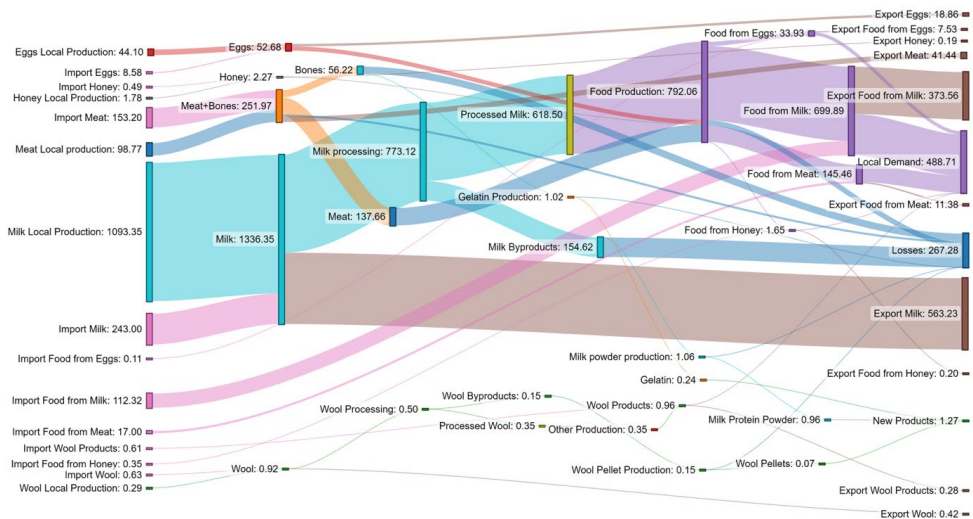 Export Eggs: 18.86
Food from Eggs: 33.93
Export Food from Eggs: 7.53
Export Honey: 0.19
Eggs Local Production: 44.10
Eggs: 52.68
Export Meat: 41.44
Import Eggs: 8.58
Bones: 56.22
Honey: 2.27
Import Honey: 0.49
Food Production: 792.06
Export Food from Milk: 373.56
Honey Local Production: 1.78
Meat+Bones: 251.97
Food from Milk: 699.89
Import Meat: 153.20
Processed Milk: 618.50
Meat Local production: 98.77
Milk processing: 773.12
Local Demand: 488.71
Food from Meat: 145.46
Gelatin Production: 1.02
Export Food from Meat: 11.38
Meat: 137.66
Milk Local Production: 1093.35
Food from Honey: 1.65
Milk: 1336.35
Milk Byproducts: 154.62
Losses: 267.28
Export Milk: 563.23
Import Milk: 243.00
Import Food from Eggs: 0.11
Milk powder production: 1.06
Export Food from Honey: 0.20
Gelatin: 0.24
Import Food from Milk: 112.32
Wool Byproducts: 0.15
Wool Products: 0.96
Wool Processing: 0.50
Milk Protein Powder: 0.96
New Products: 1.27
Processed Wool: 0.35
Other Production: 0.35
Import Food from Meat: 17.00
Import Wool Products: 0.61
Import Food from Honey: 0.35
Wool: 0.92
Wool Pellet Production: 0.15
Wool Pellets: 0.07
Import Wool: 0.63
Wool Local Production: 0.29
Export Wool Products: 0.28
Export Wool: 0.42